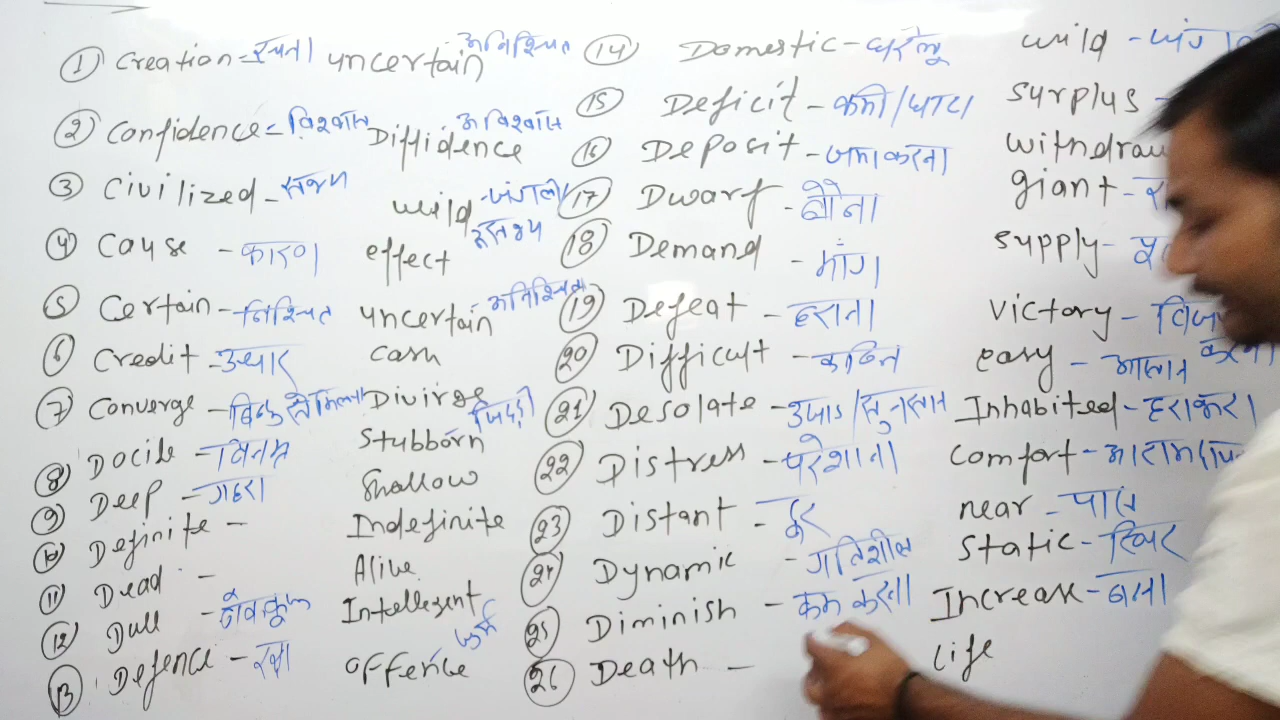 ① Creation - रचना uncertain अनिश्चित
② Confidence = विश्वास Diffidence अविश्वास
③ Civilized - सभ्य wild - जंगली
④ Cause - कारण effect
⑤ Certain - निश्चित uncertain अनिश्चित
⑥ Credit - उधार cash
⑦ Converge - बिन्दु से मिलना Divirge
⑧ Docile - विनम्र Stubborn जिद्दी
⑨ Deep - गहरा Shallow
⑩ Definite - Indefinite
⑪ Dead - Alive
⑫ Dull - बेवकूफ Intellegent
⑬ Defence - रक्षा offence
⑭ Domestic - घरेलू wild -
⑮ Deficit - कमी/घाटा surplus -
⑯ Deposit - जमा करना withdraw
⑰ Dwarf - बौना giant -
⑱ Demand - मांग supply -
⑲ Defeat - हराना victory -
⑳ Difficult - कठिन easy - आसान
㉑ Desolate - उजाड/सुनसान Inhabited -
㉒ Distress - परेशान comfort -
㉓ Distant - दूर near - पास
㉔ Dynamic - गतिशील static - स्थिर
㉕ Diminish - कम करना Increase -
㉖ Death - life